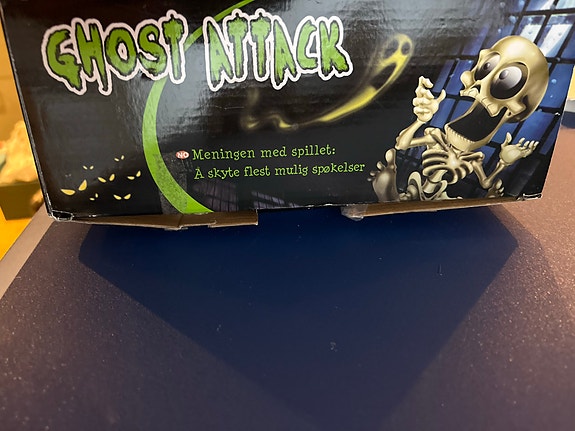 GHOST ATTACK
NO Meningen med spillet:
Å skyte flest mulig spøkelser